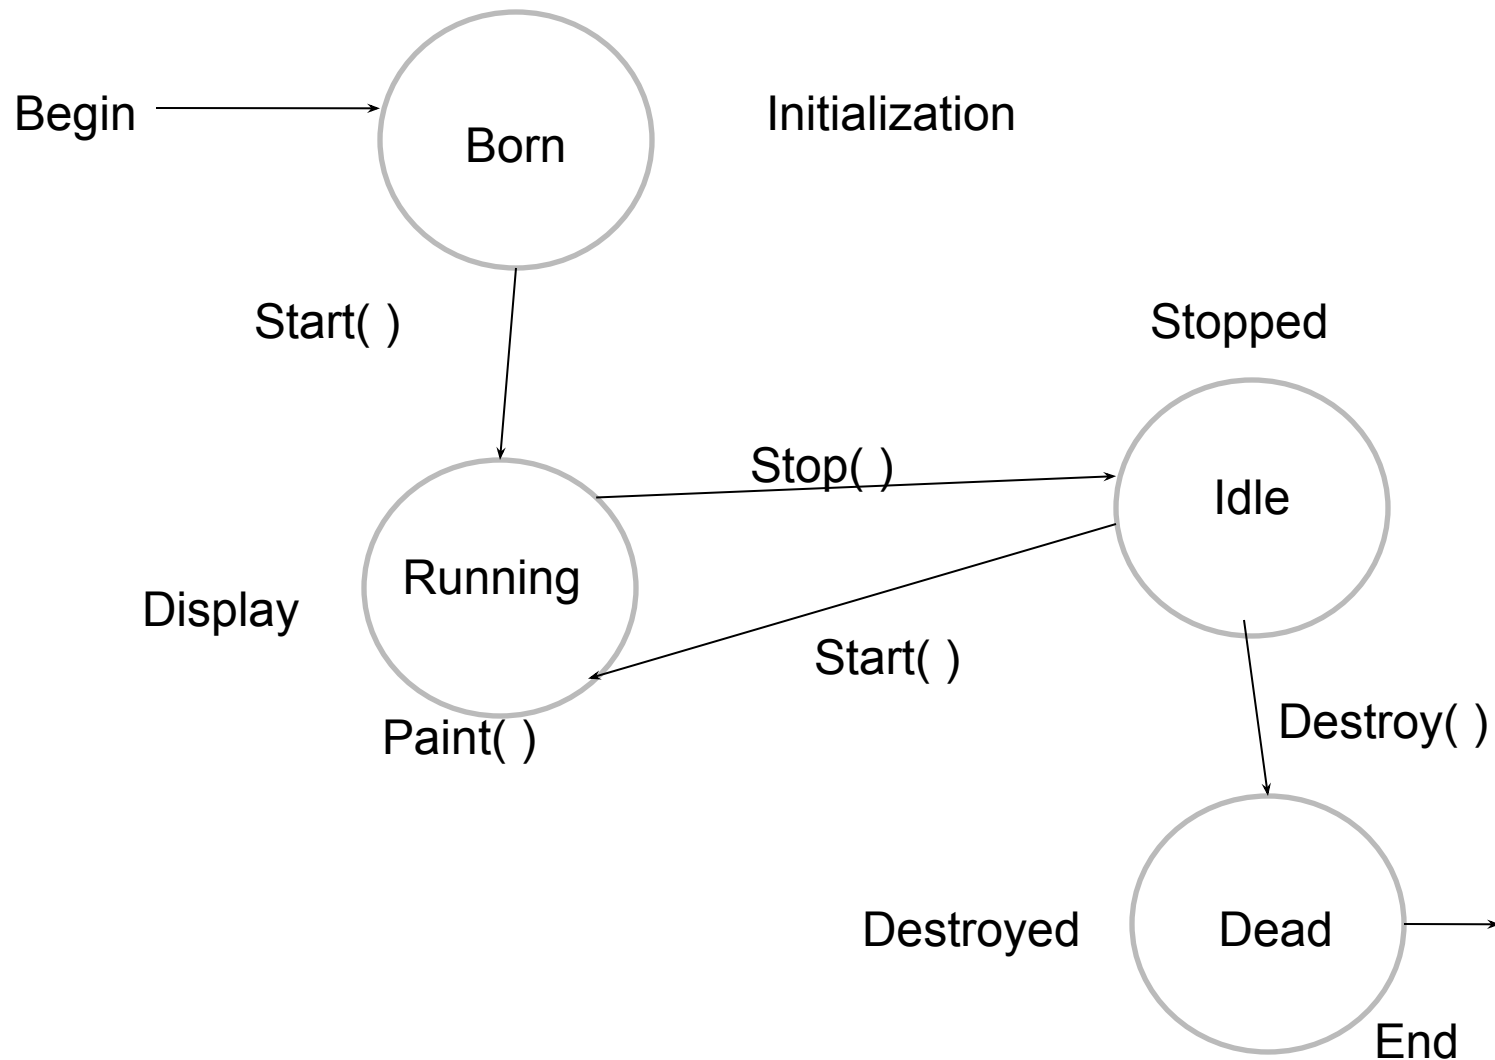 Begin
Born
Initialization
Start( )
Stopped
Stop( )
Idle
Running
Display
Start( )
Paint( )
Destroy( )
Destroyed
Dead
End